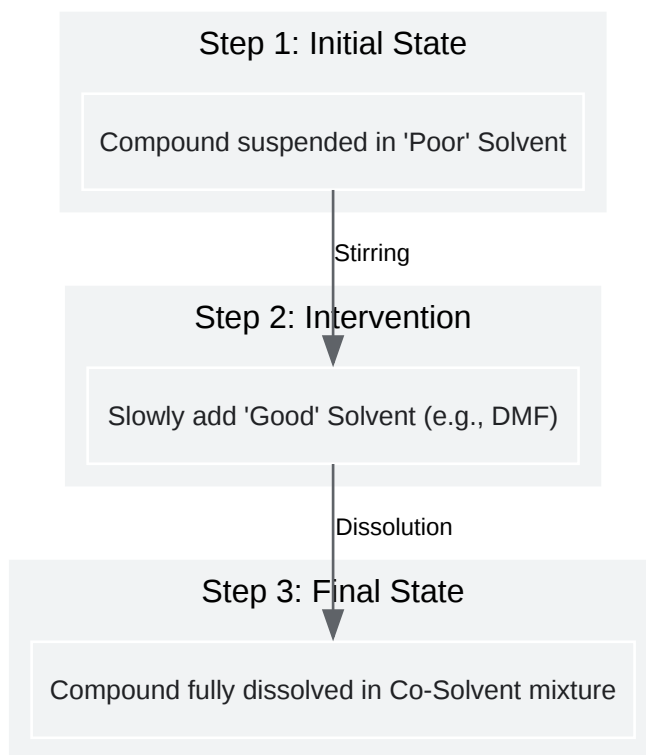 Step 1: Initial State
Compound suspended in 'Poor' Solvent
Stirring
Step 2: Intervention
Slowly add 'Good' Solvent (e.g., DMF)
Dissolution
Step 3: Final State
Compound fully dissolved in Co-Solvent mixture